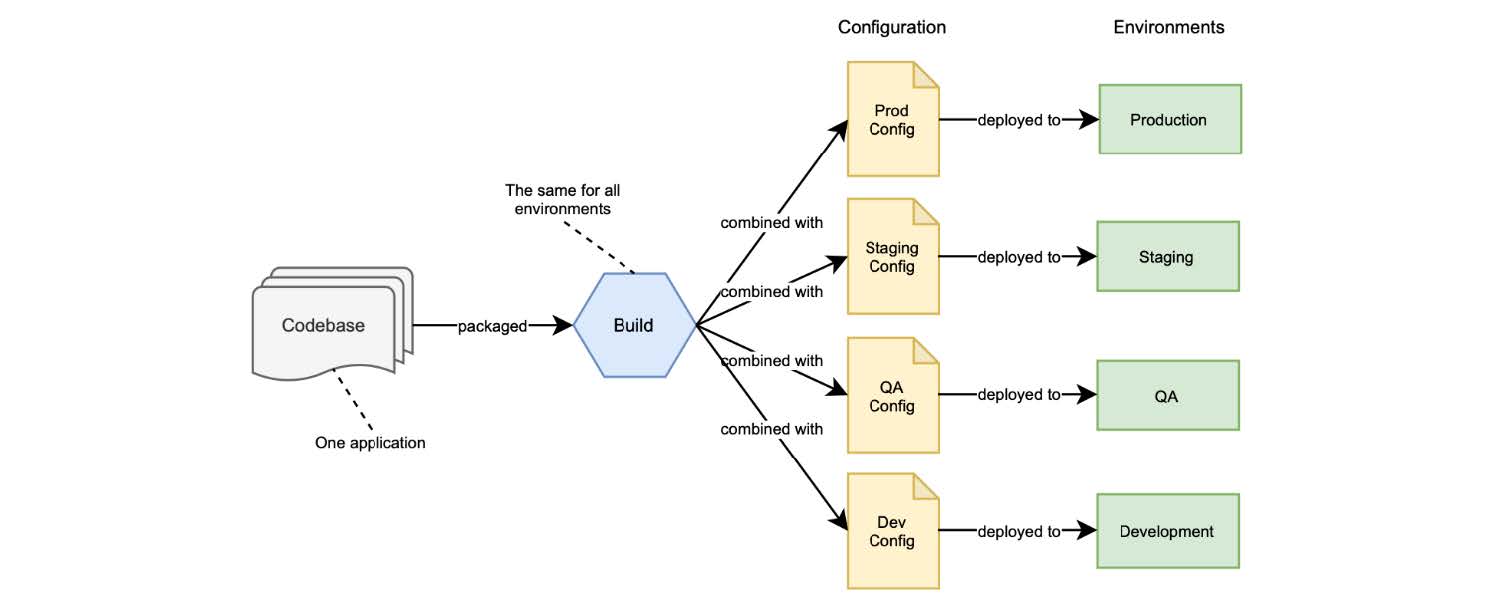 Configuration
Environments
Prod
Config
deployed to
Production
The same for all
environments
combined with
Staging
Config
deployed to
Staging
combined with
Codebase
packaged
Build
combined with
QA
Config
deployed to
QA
combined with
One application
Dev
Config
deployed to
Development